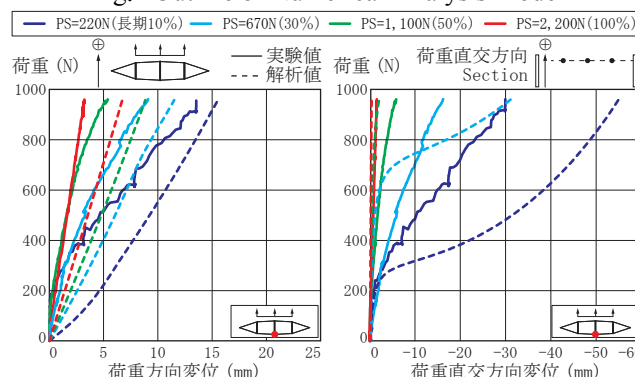 PS=220N(長期10%) PS=670N(30%) PS=1,100N(50%) PS=2,200N(100%)
荷重 (N) 実験値 解析値 荷重 (N) 荷重直交方向 Section
1000 1000
800 800
600 600
400 400
200 200
0 0
0 5 10 15 20 25 0 -10 -20 -30 -40 -50
荷重方向変位 (mm) 荷重直交方向変位 (mm)